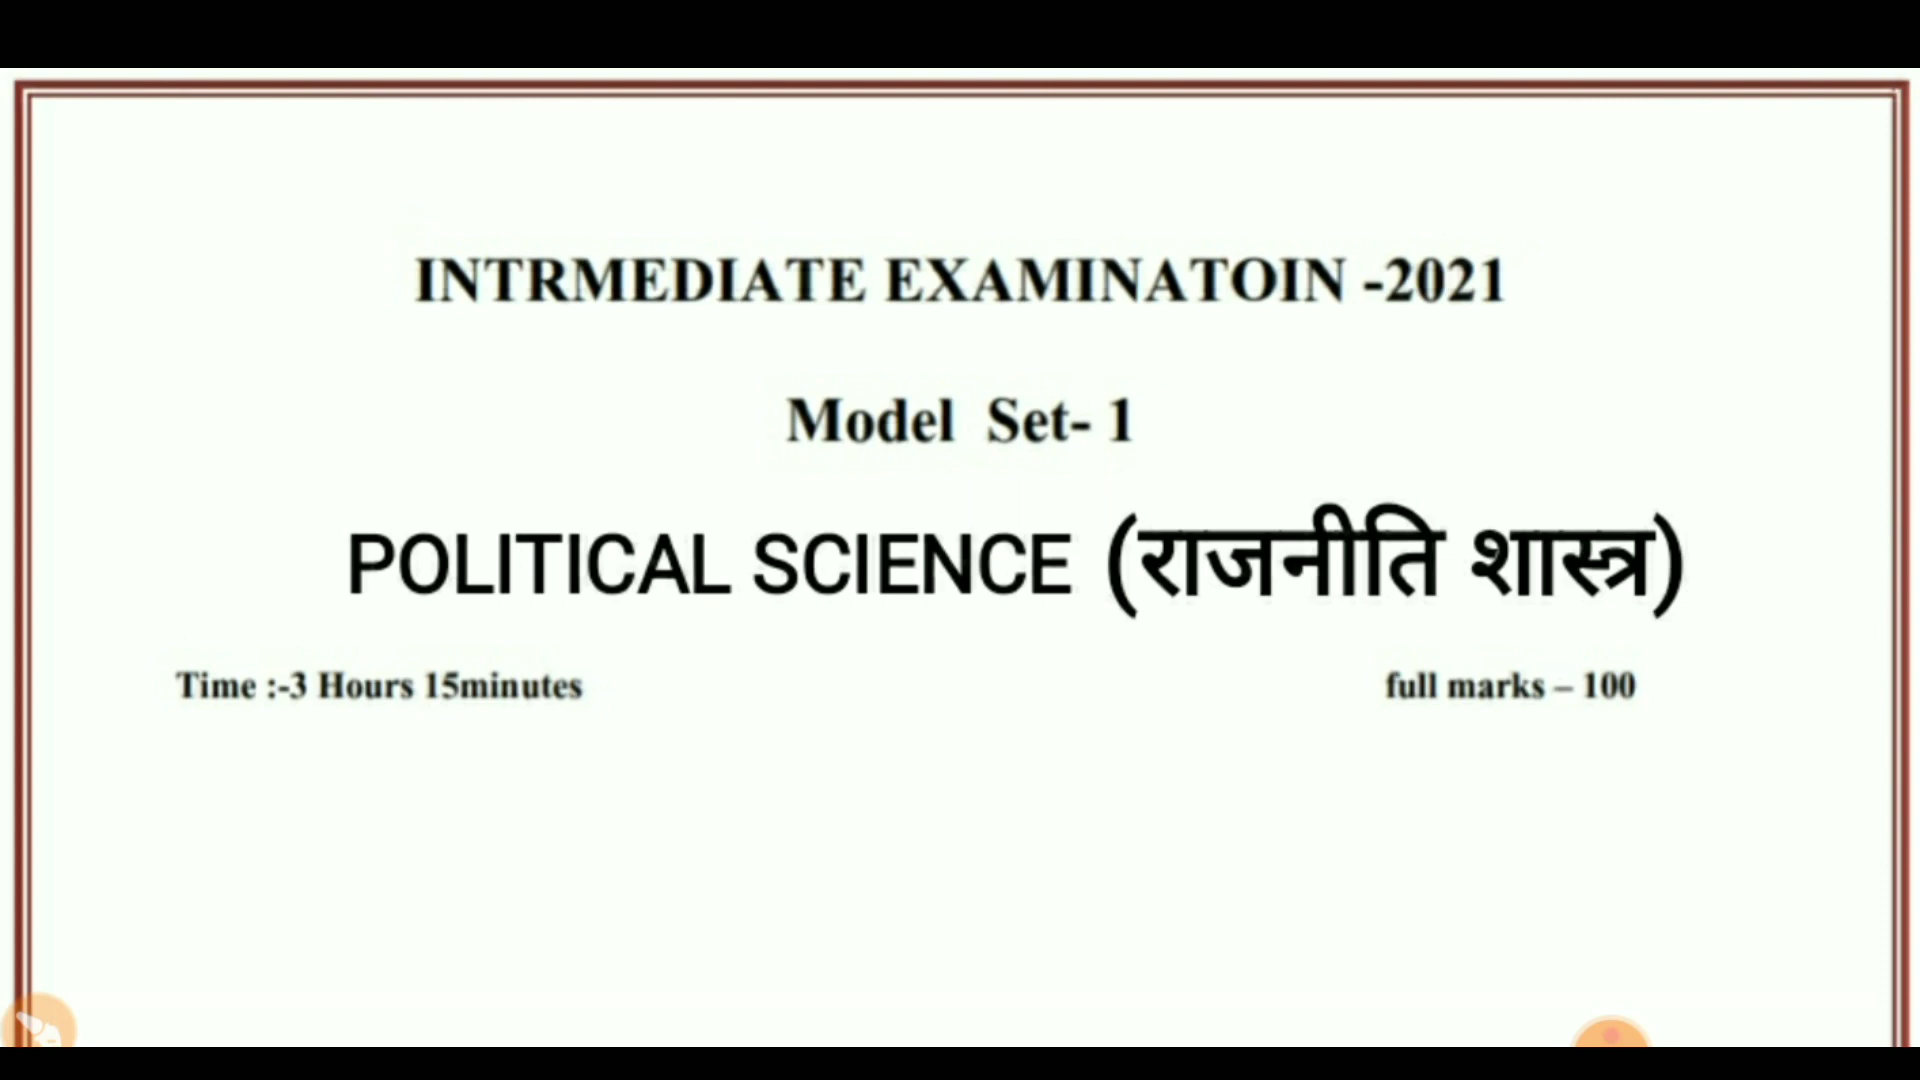 INTRMEDIATE EXAMINATOIN -2021
Model Set- 1
POLITICAL SCIENCE (राजनीति शास्त्र)
Time :-3 Hours 15minutes full marks – 100